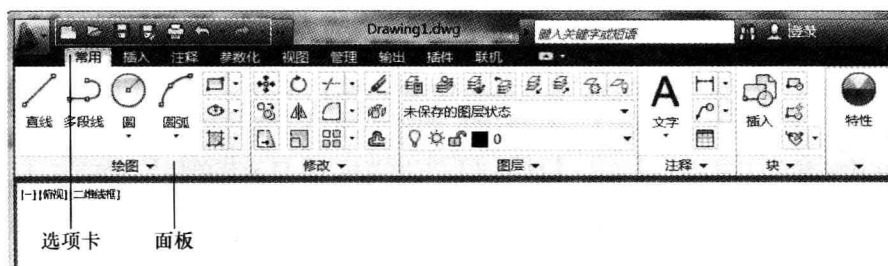 Drawing1.dwg 键入关键字或短语 登录
常用 插入 注释 参数化 视图 管理 输出 插件 联机
直线 多段线 圆 圆弧 未保存的图层状态 文字 插入 特性
0
绘图 修改 图层 注释 块
[-][俯视][二维线框]
选项卡 面板